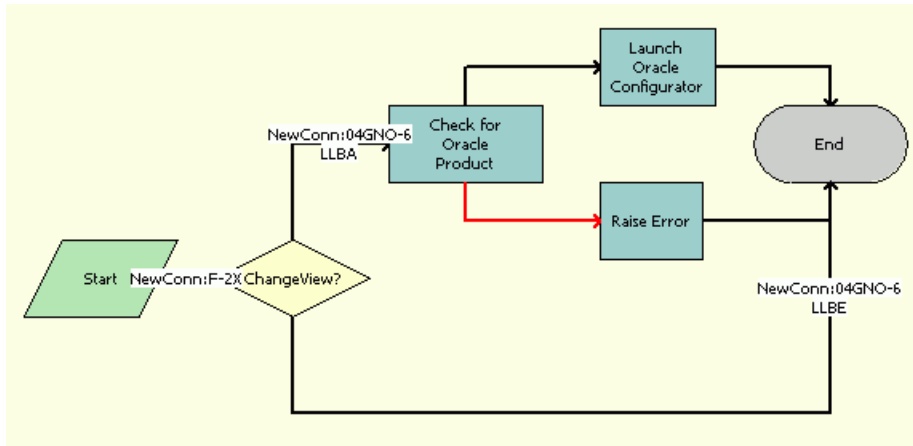 Launch
Oracle
Configurator
NewConn:04GNO-6
LLBA
Check for
Oracle
Product
End
Raise Error
Start
NewConn:F-2X
ChangeView?
NewConn:04GNO-6
LLBE